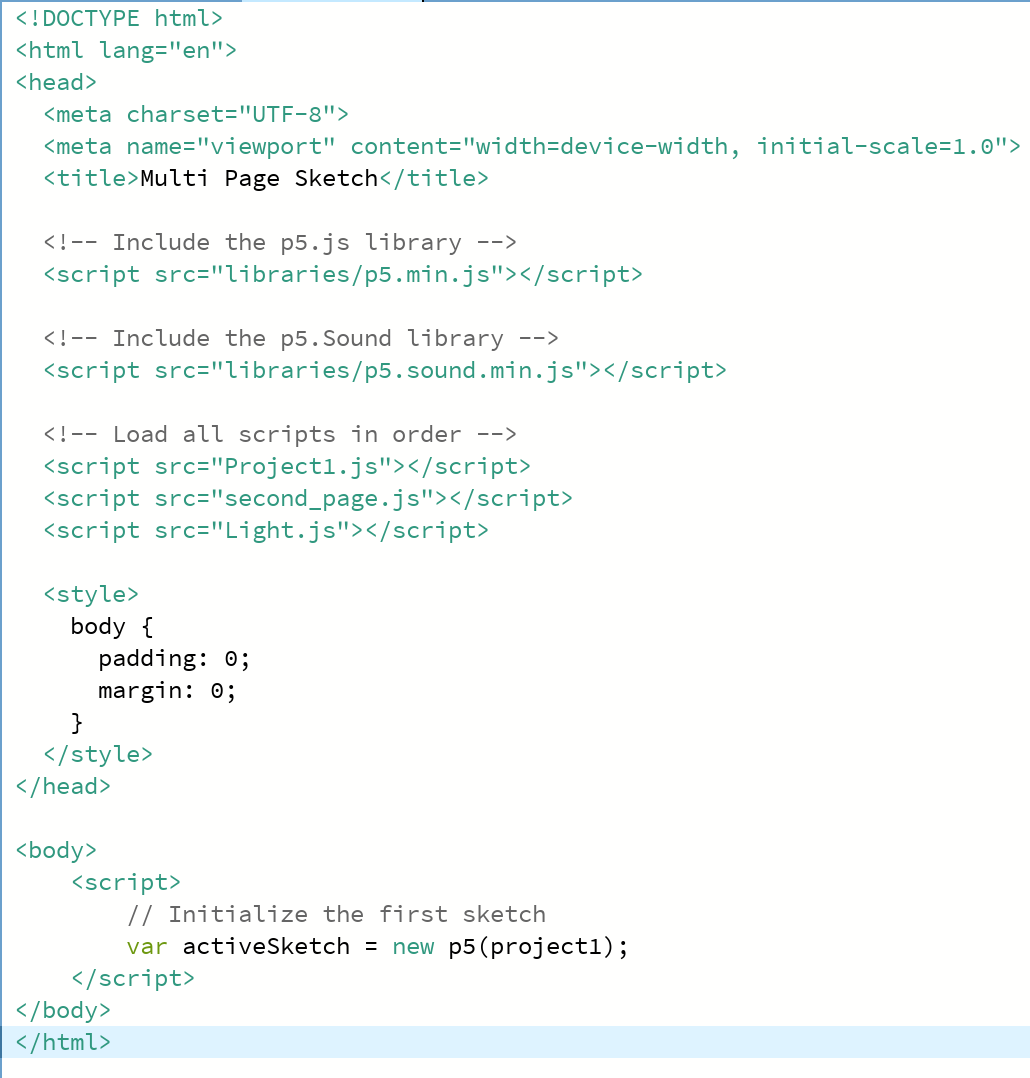 <!DOCTYPE html>
<html lang="en">
<head>
  <meta charset="UTF-8">
  <meta name="viewport" content="width=device-width, initial-scale=1.0">
  <title>Multi Page Sketch</title>

  <!-- Include the p5.js library -->
  <script src="libraries/p5.min.js"></script>

  <!-- Include the p5.Sound library -->
  <script src="libraries/p5.sound.min.js"></script>

  <!-- Load all scripts in order -->
  <script src="Project1.js"></script>
  <script src="second_page.js"></script>
  <script src="Light.js"></script>

  <style>
    body {
      padding: 0;
      margin: 0;
    }
  </style>
</head>

<body>
    <script>
        // Initialize the first sketch
        var activeSketch = new p5(project1);
    </script>
</body>
</html>